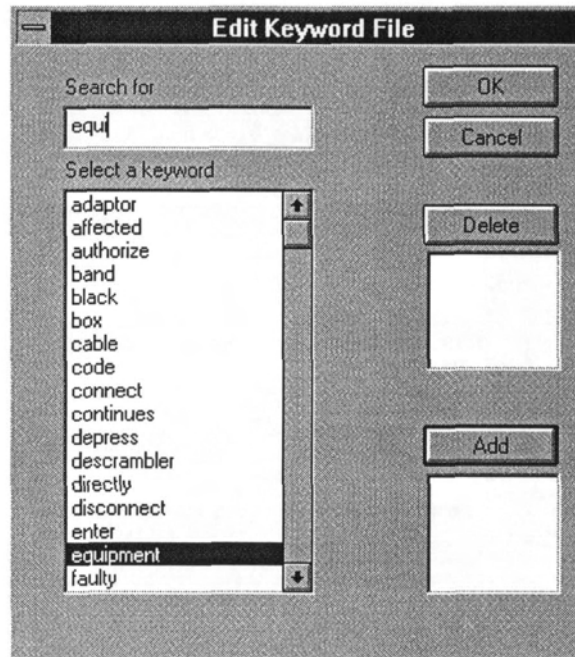 Edit Keyword File
Search for
equi
Select a keyword
adaptor
affected
authorize
band
black
box
cable
code
connect
continues
depress
descrambler
directly
disconnect
enter
equipment
faulty
OK
Cancel
Delete
Add